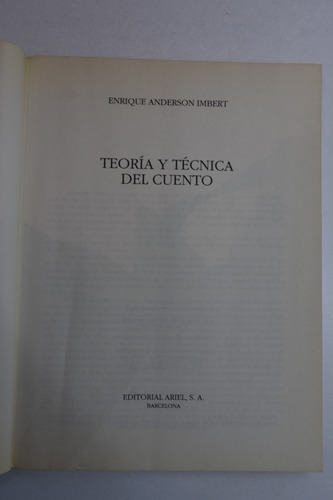 ENRIQUE ANDERSON IMBERT
TEORÍA Y TÉCNICA
DEL CUENTO
EDITORIAL ARIEL, S. A.
BARCELONA